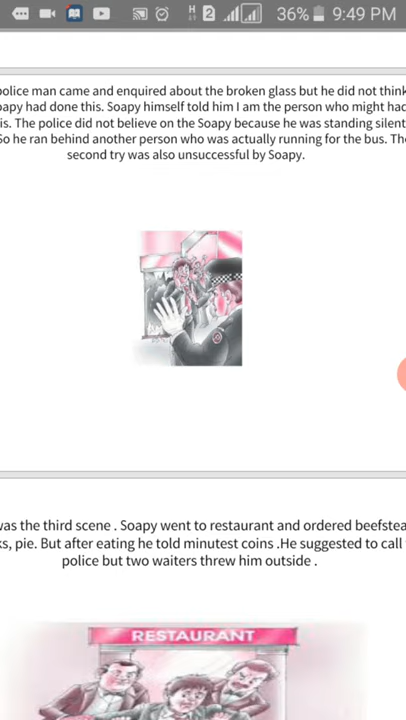 H 2 36% 9:49 PM
olice man came and enquired about the broken glass but he did not think
apy had done this. Soapy himself told him I am the person who might had
is. The police did not believe on the Soapy because he was standing silent
So he ran behind another person who was actually running for the bus. Th
second try was also unsuccessful by Soapy.
was the third scene . Soapy went to restaurant and ordered beefstea
ks, pie. But after eating he told minutest coins .He suggested to call
police but two waiters threw him outside .
RESTAURANT